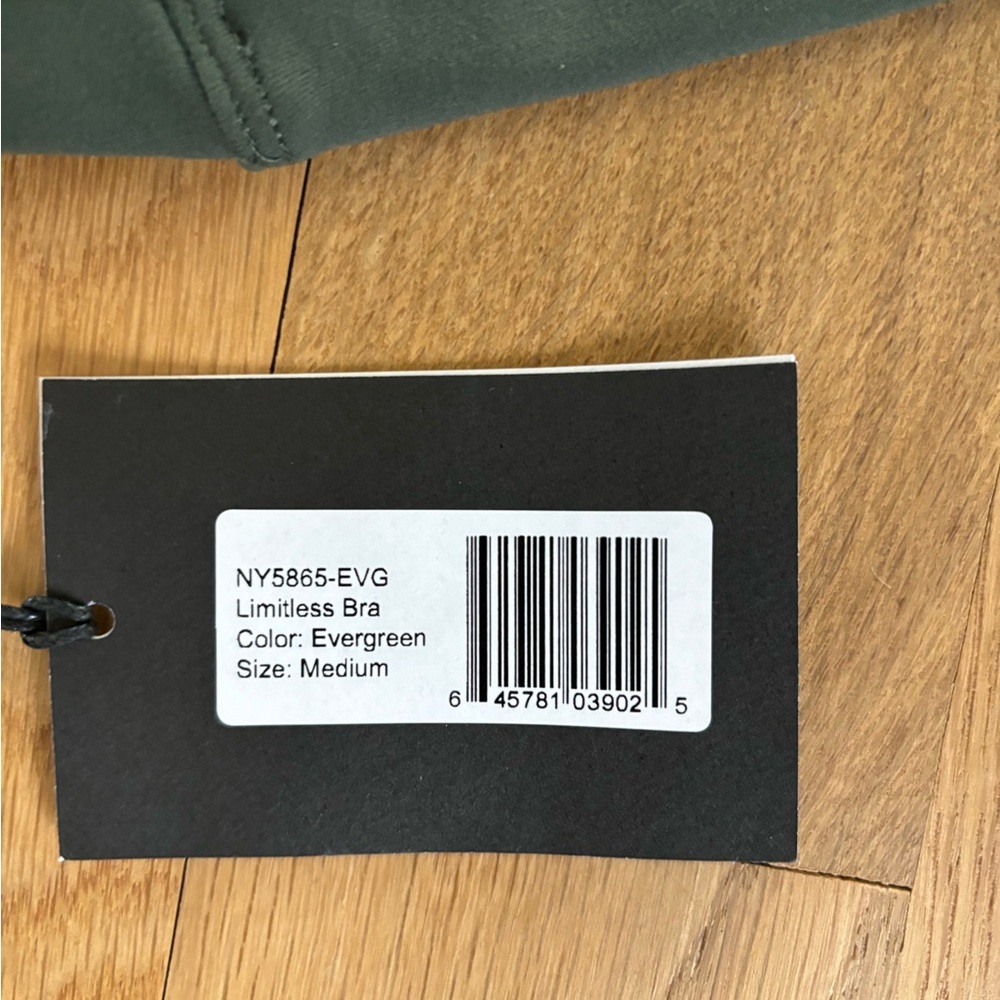 NY5865-EVG
Limitless Bra
Color: Evergreen
Size: Medium
6 45781 03902 5